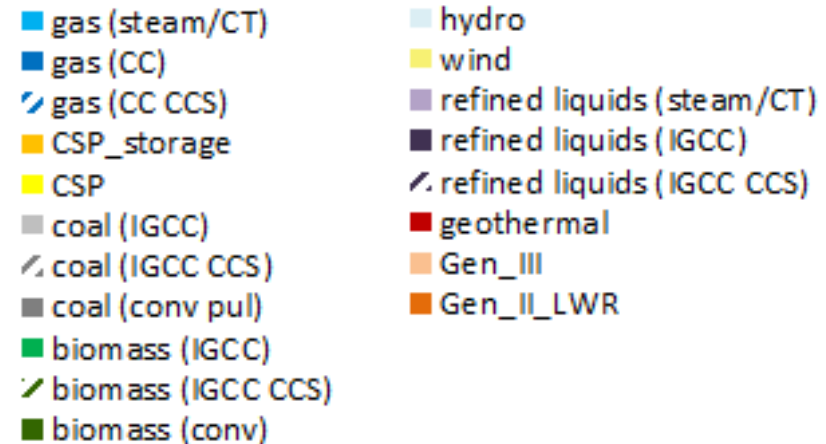 gas (steam/CT)
gas (CC)
gas (CC CCS)
CSP_storage
CSP
coal (IGCC)
coal (IGCC CCS)
coal (conv pul)
biomass (IGCC)
biomass (IGCC CCS)
biomass (conv)
hydro
wind
refined liquids (steam/CT)
refined liquids (IGCC)
refined liquids (IGCC CCS)
geothermal
Gen_III
Gen_II_LWR